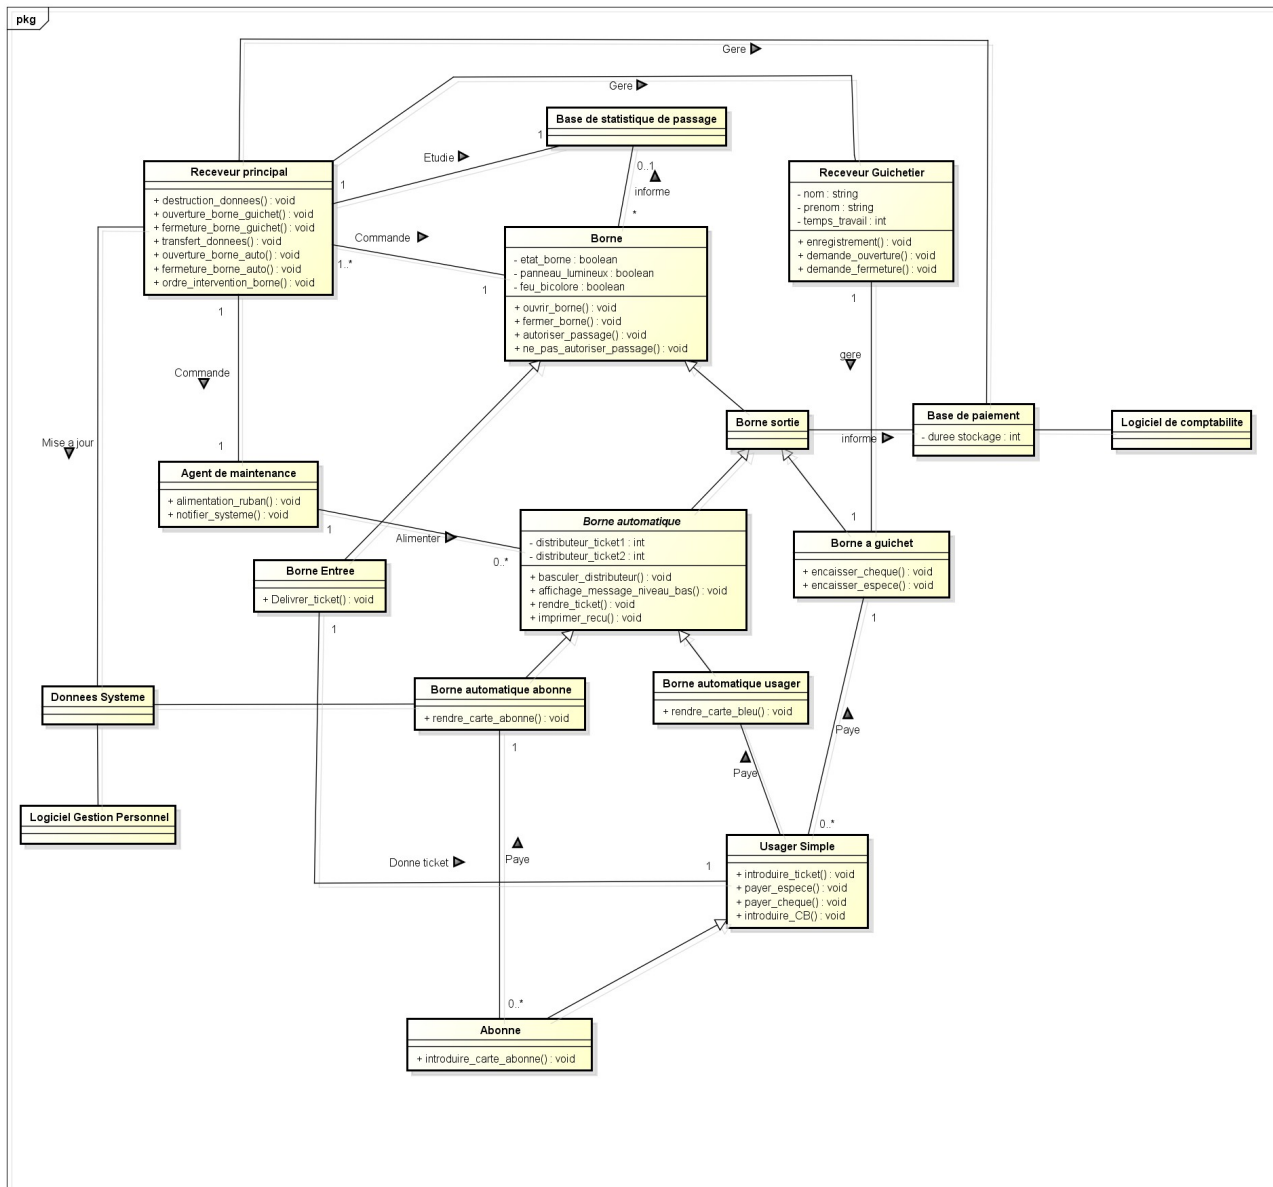 pkg
Gere
Gere
Base de statistique de passage
1
Etudie
0..1
informe
*
Receveur principal
+ destruction_donnees() : void
+ ouverture_borne_guichet() : void
+ fermeture_borne_guichet() : void
+ transfert_donnees() : void
+ ouverture_borne_auto() : void
+ fermeture_borne_auto() : void
+ ordre_intervention_borne() : void
1
Commande
1..*
1
Receveur Guichetier
- nom : string
- prenom : string
- temps_travail : int
+ enregistrement() : void
+ demande_ouverture() : void
+ demande_fermeture() : void
1
Borne
- etat_borne : boolean
- panneau_lumineux : boolean
- feu_bicolore : boolean
+ ouvrir_borne() : void
+ fermer_borne() : void
+ autoriser_passage() : void
+ ne_pas_autoriser_passage() : void
1
Commande
1
gere
1
Mise a jour
Borne sortie
informe
Base de paiement
- duree stockage : int
Logiciel de comptabilite
Agent de maintenance
+ alimentation_ruban() : void
+ notifier_systeme() : void
1
Alimenter
0..*
Borne automatique
- distributeur_ticket1 : int
- distributeur_ticket2 : int
+ basculer_distributeur() : void
+ affichage_message_niveau_bas() : void
+ rendre_ticket() : void
+ imprimer_recu() : void
Borne a guichet
+ encaisser_cheque() : void
+ encaisser_espece() : void
1
Borne Entree
+ Delivrer_ticket() : void
1
Donnees Systeme
Borne automatique abonne
+ rendre_carte_abonne() : void
1
Borne automatique usager
+ rendre_carte_bleu() : void
Paye
Paye
Logiciel Gestion Personnel
0..*
Donne ticket
Paye
1
Usager Simple
+ introduire_ticket() : void
+ payer_espece() : void
+ payer_cheque() : void
+ introduire_CB() : void
0..*
Abonne
+ introduire_carte_abonne() : void